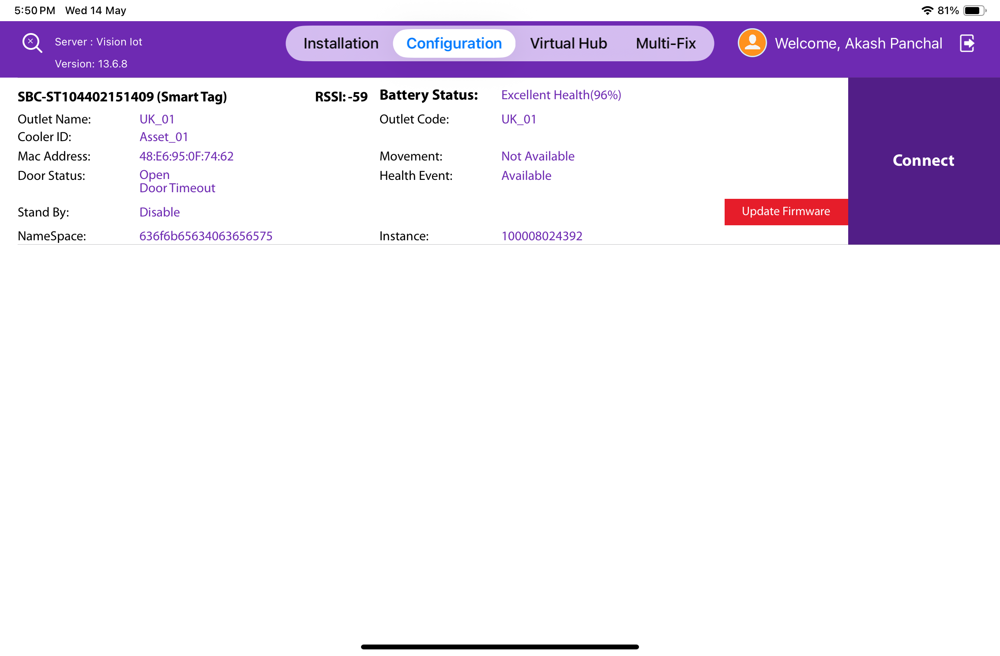 5:50 PM Wed 14 May 81%
Server : Vision Iot
Version: 13.6.8
Installation Configuration Virtual Hub Multi-Fix
Welcome, Akash Panchal
SBC-ST104402151409 (Smart Tag) RSSI: -59 Battery Status: Excellent Health(96%)
Outlet Name: UK_01 Outlet Code: UK_01
Cooler ID: Asset_01
Mac Address: 48:E6:95:0F:74:62 Movement: Not Available
Door Status: Open Health Event: Available
Door Timeout
Connect
Stand By: Disable Update Firmware
NameSpace: 636f6b65634063656575 Instance: 100008024392